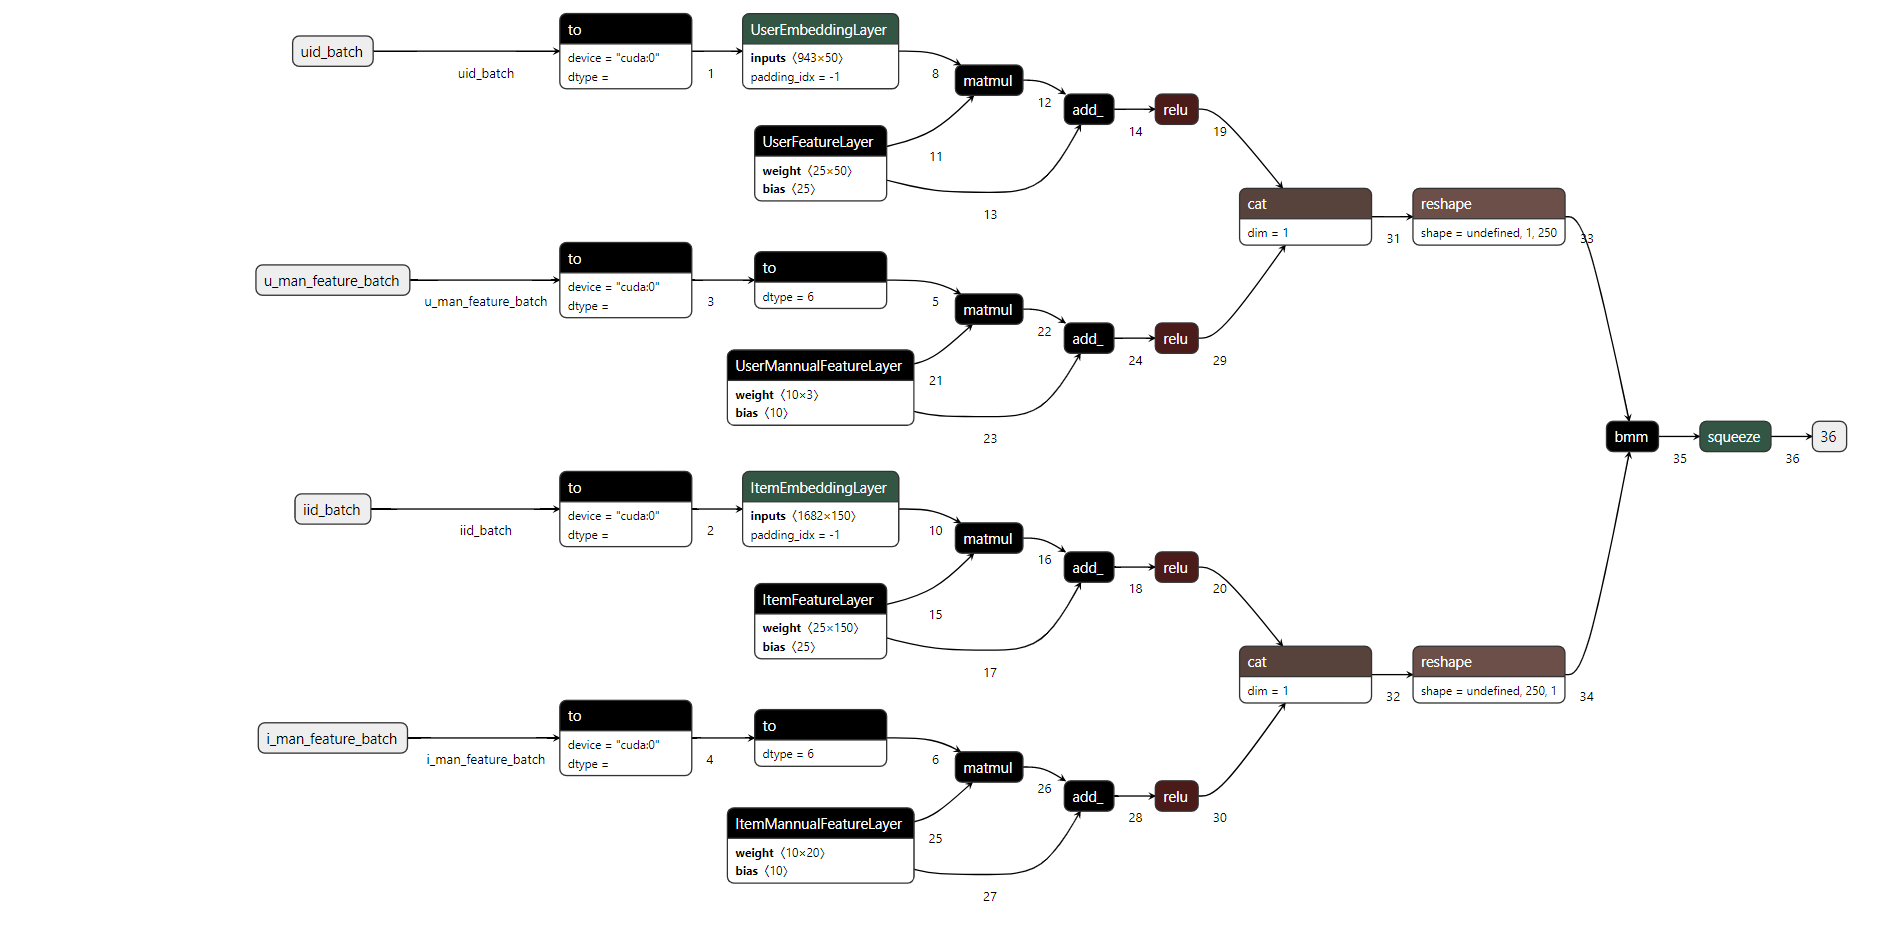 uid_batch
uid_batch
to
device = "cuda:0"
dtype =
1
UserEmbeddingLayer
inputs ⟨943×50⟩
padding_idx = -1
8
matmul
12
add_
14
relu
19
UserFeatureLayer
weight ⟨25×50⟩
bias ⟨25⟩
11
13
cat
dim = 1
31
reshape
shape = undefined, 1, 250
33
u_man_feature_batch
u_man_feature_batch
to
device = "cuda:0"
dtype =
3
to
dtype = 6
5
matmul
22
add_
24
relu
29
UserMannualFeatureLayer
weight ⟨10×3⟩
bias ⟨10⟩
21
23
bmm
35
squeeze
36
36
iid_batch
iid_batch
to
device = "cuda:0"
dtype =
2
ItemEmbeddingLayer
inputs ⟨1682×150⟩
padding_idx = -1
10
matmul
16
add_
18
relu
20
ItemFeatureLayer
weight ⟨25×150⟩
bias ⟨25⟩
15
17
cat
dim = 1
32
reshape
shape = undefined, 250, 1
34
i_man_feature_batch
i_man_feature_batch
to
device = "cuda:0"
dtype =
4
to
dtype = 6
6
matmul
26
add_
28
relu
30
ItemMannualFeatureLayer
weight ⟨10×20⟩
bias ⟨10⟩
25
27